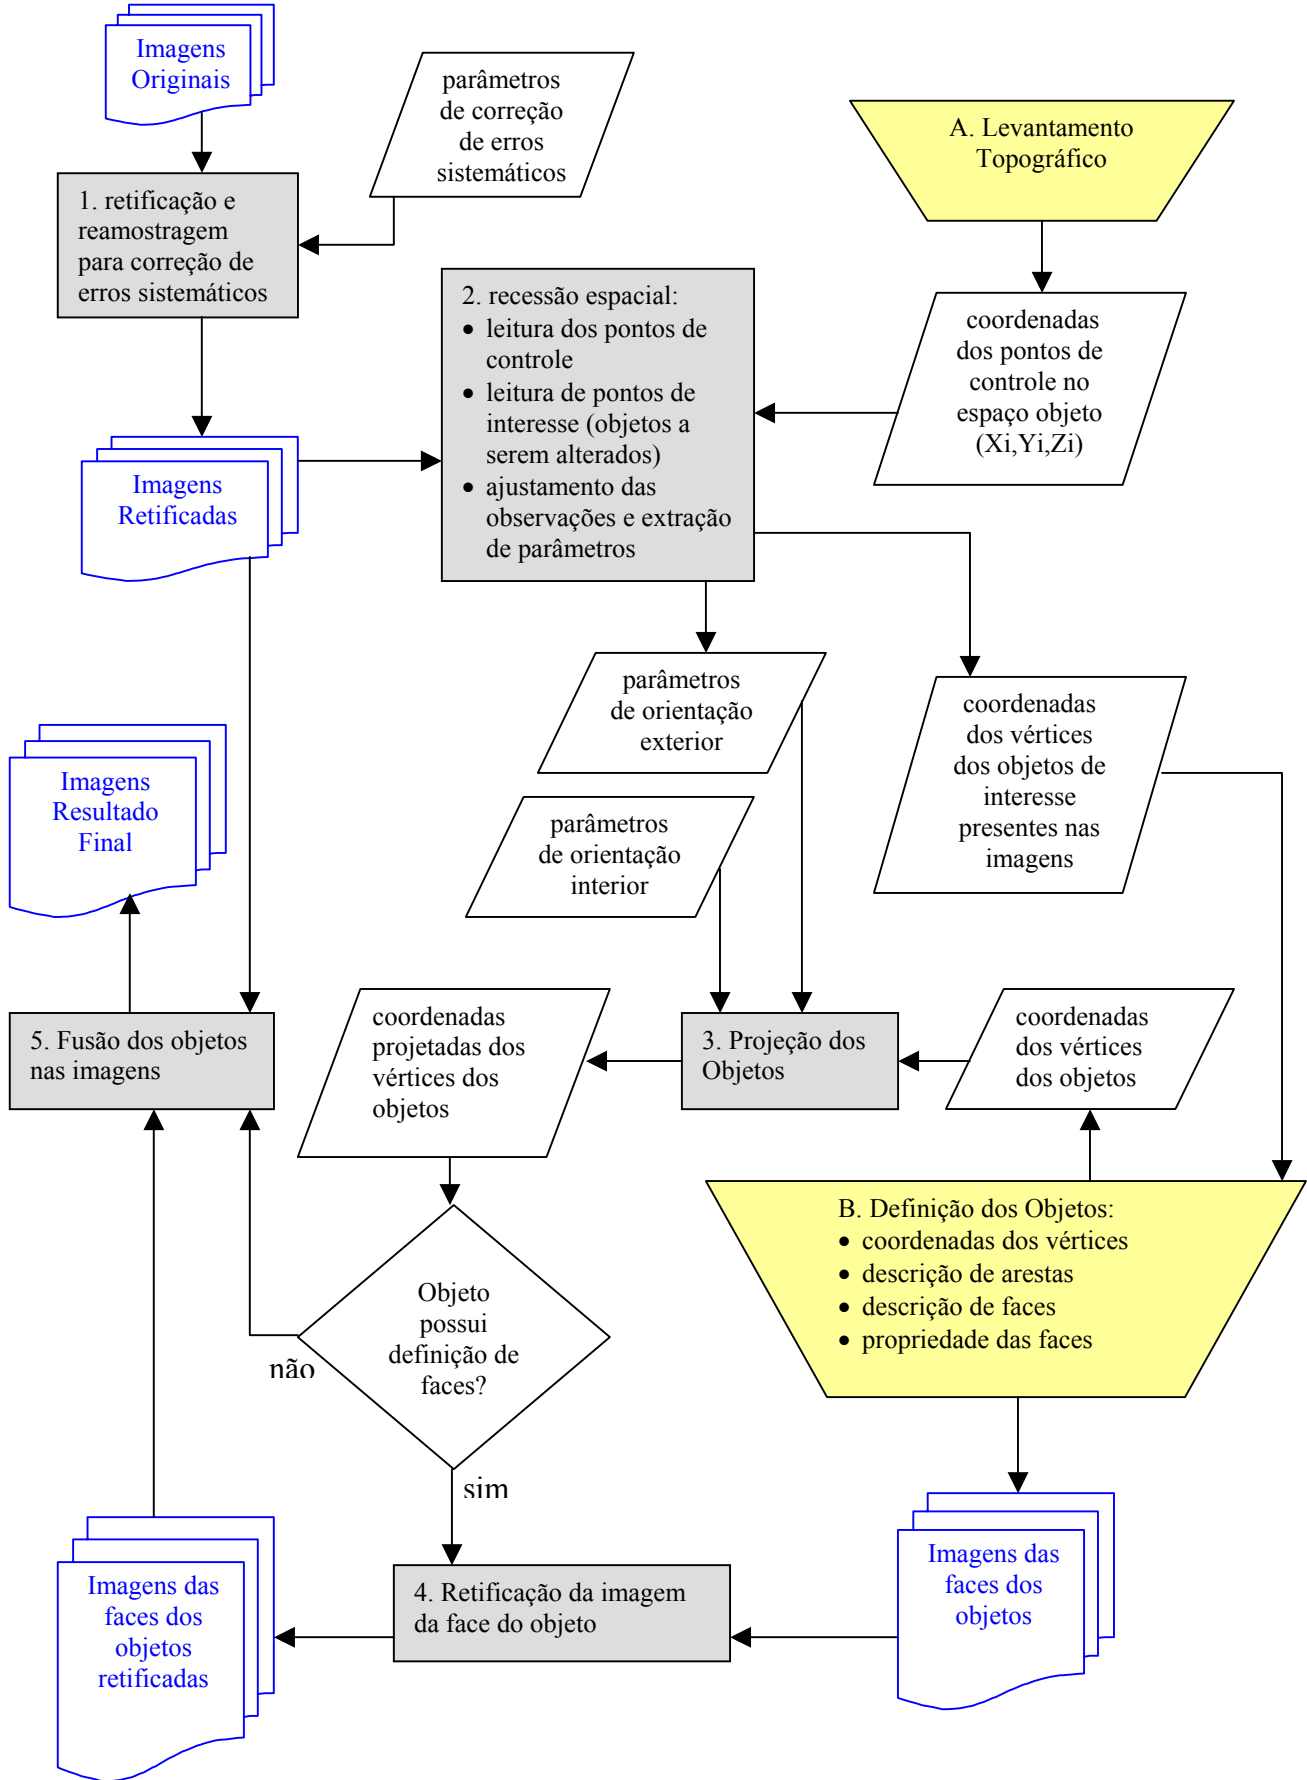 Imagens
Originais
parâmetros
de correção
de erros
sistemáticos
A. Levantamento
Topográfico
1. retificação e
reamostragem
para correção de
erros sistemáticos
2. recessão espacial:
• leitura dos pontos de
controle
• leitura de pontos de
interesse (objetos a
serem alterados)
• ajustamento das
observações e extração
de parâmetros
coordenadas
dos pontos de
controle no
espaço objeto
(Xi,Yi,Zi)
Imagens
Retificadas
parâmetros
de orientação
exterior
coordenadas
dos vértices
dos objetos de
interesse
presentes nas
imagens
Imagens
Resultado
Final
parâmetros
de orientação
interior
5. Fusão dos objetos
nas imagens
coordenadas
projetadas dos
vértices dos
objetos
3. Projeção dos
Objetos
coordenadas
dos vértices
dos objetos
B. Definição dos Objetos:
• coordenadas dos vértices
• descrição de arestas
• descrição de faces
• propriedade das faces
Objeto
possui
definição de
faces?
não
sim
Imagens das
faces dos
objetos
retificadas
4. Retificação da imagem
da face do objeto
Imagens das
faces dos
objetos